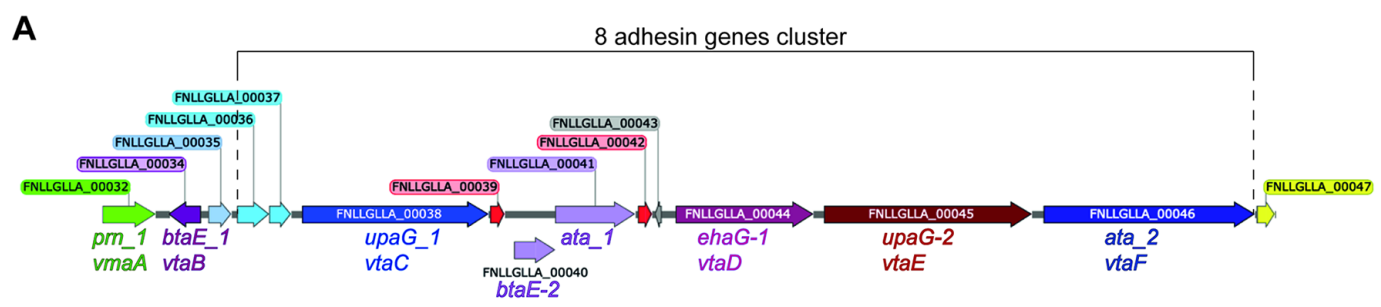 A
8 adhesin genes cluster
FNLLGLLA_00037
FNLLGLLA_00036
FNLLGLLA_00043
FNLLGLLA_00035
FNLLGLLA_00042
FNLLGLLA_00034
FNLLGLLA_00041
FNLLGLLA_00032
FNLLGLLA_00039
FNLLGLLA_00047
FNLLGLLA_00038
FNLLGLLA_00044
FNLLGLLA_00045
FNLLGLLA_00046
prn_1
vmaA
btaE_1
vtaB
upaG_1
vtaC
ata_1
ehaG-1
vtaD
upaG-2
vtaE
ata_2
vtaF
FNLLGLLA_00040
btaE-2